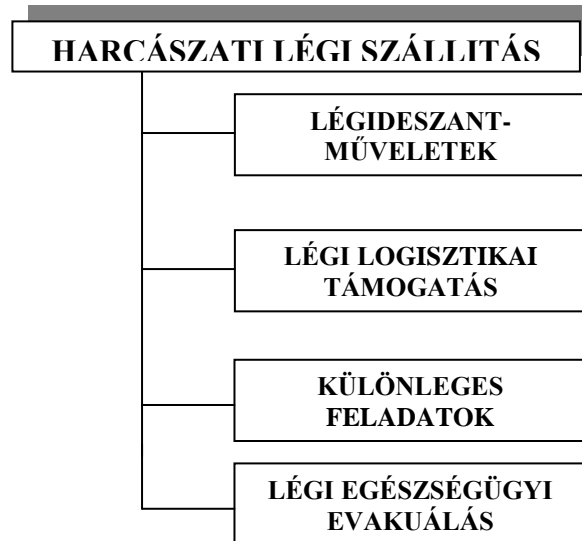 HARCÁSZATI LÉGI SZÁLLITÁS
LÉGIDESZANT-
MŰVELETEK
LÉGI LOGISZTIKAI
TÁMOGATÁS
KÜLÖNLEGES
FELADATOK
LÉGI EGÉSZSÉGÜGYI
EVAKUÁLÁS